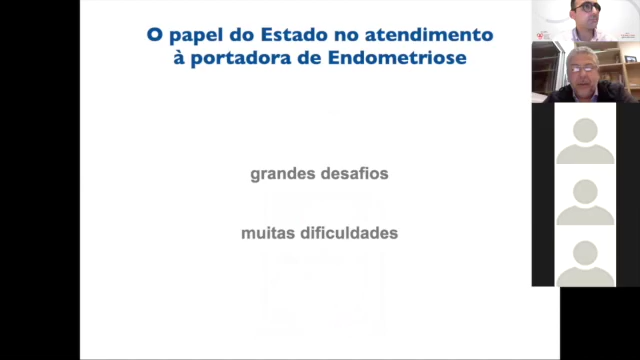 O papel do Estado no atendimento
à portadora de Endometriose
grandes desafios
muitas dificuldades